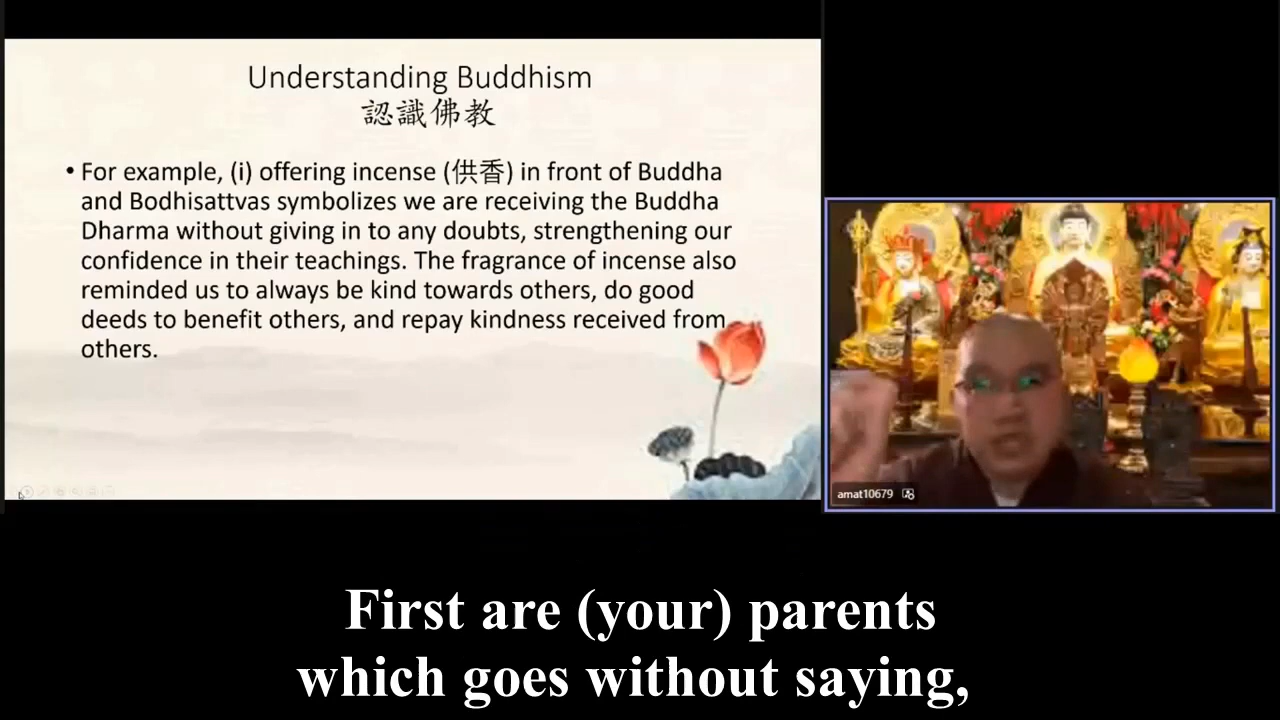 Understanding Buddhism
認識佛教
• For example, (i) offering incense (供香) in front of Buddha
and Bodhisattvas symbolizes we are receiving the Buddha
Dharma without giving in to any doubts, strengthening our
confidence in their teachings. The fragrance of incense also
reminded us to always be kind towards others, do good
deeds to benefit others, and repay kindness received from
others.
amat10679
First are (your) parents
which goes without saying,